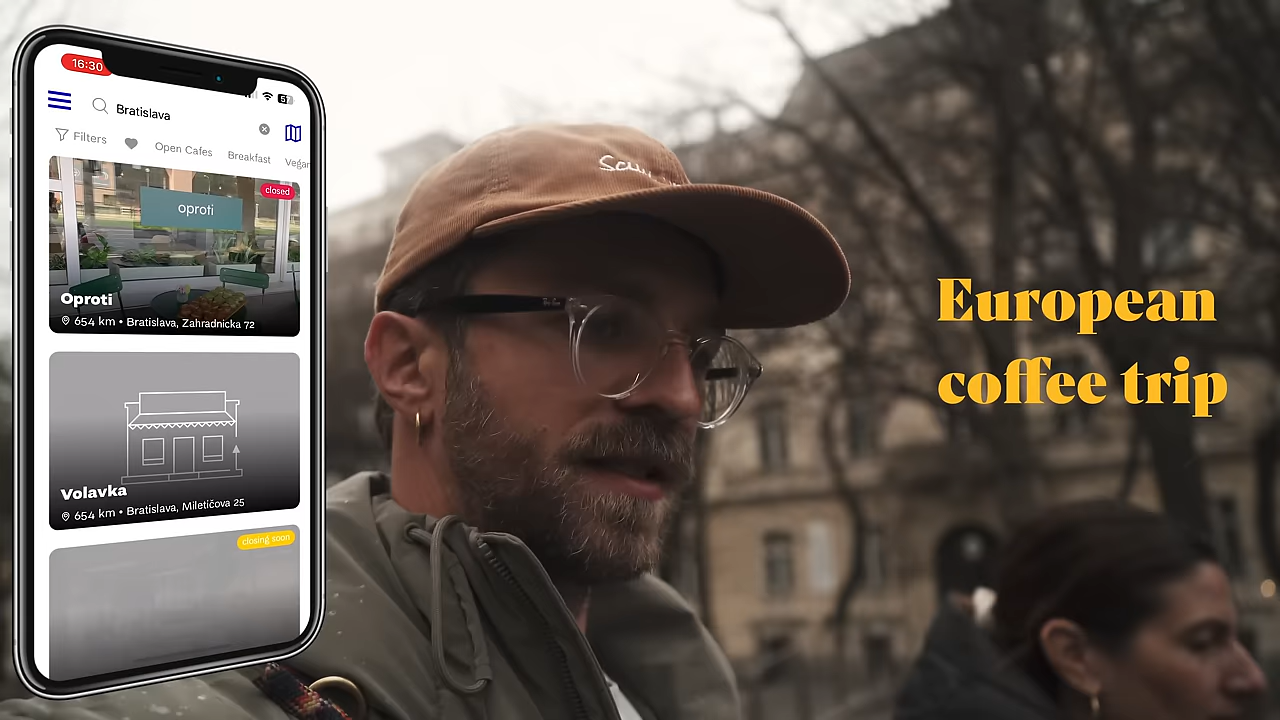 16:30
Bratislava
Filters
Open Cafes
Breakfast
closed
oproti
Oproti
654 km • Bratislava, Zahradnicka 72
Volavka
654 km • Bratislava, Miletičova 25
closing soon
European
coffee trip